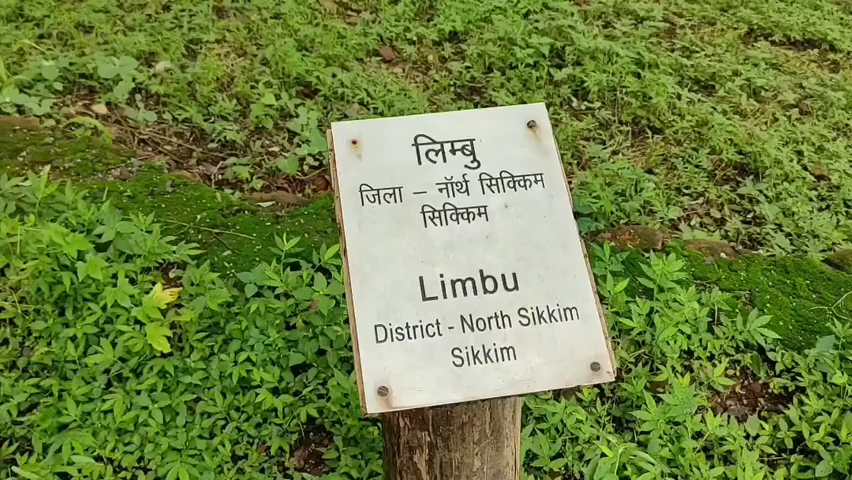 लिम्बु
जिला – नॉर्थ सिक्किम
सिक्किम
Limbu
District - North Sikkim
Sikkim